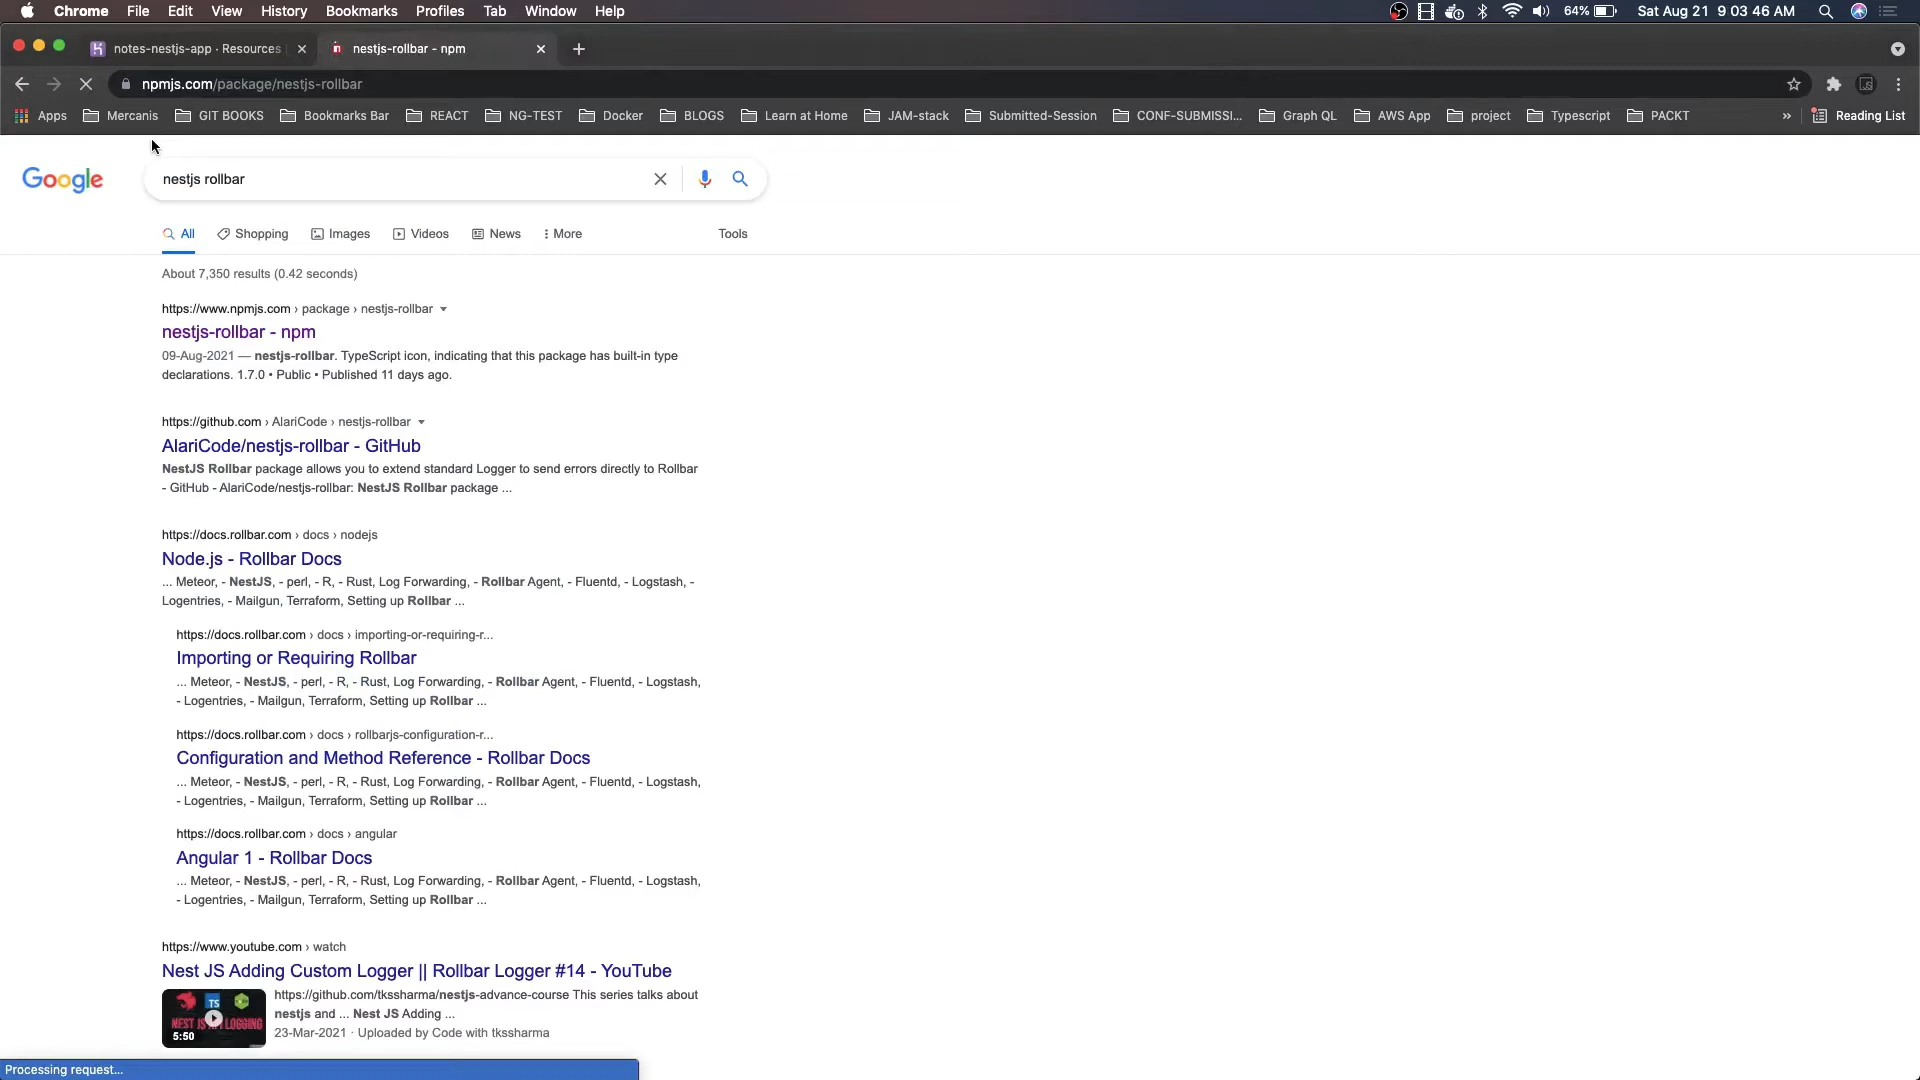 Chrome File Edit View History Bookmarks Profiles Tab Window Help 64% Sat Aug 21 9 03 46 AM
notes-nestjs-app · Resources nestjs-rollbar - npm
npmjs.com/package/nestjs-rollbar
Apps Mercanis GIT BOOKS Bookmarks Bar REACT NG-TEST Docker BLOGS Learn at Home JAM-stack Submitted-Session CONF-SUBMISSI... Graph QL AWS App project Typescript PACKT » Reading List
Google nestjs rollbar
All Shopping Images Videos News More Tools
About 7,350 results (0.42 seconds)
https://www.npmjs.com › package › nestjs-rollbar
nestjs-rollbar - npm
09-Aug-2021 — nestjs-rollbar. TypeScript icon, indicating that this package has built-in type
declarations. 1.7.0 • Public • Published 11 days ago.
https://github.com › AlariCode › nestjs-rollbar
AlariCode/nestjs-rollbar - GitHub
NestJS Rollbar package allows you to extend standard Logger to send errors directly to Rollbar
- GitHub - AlariCode/nestjs-rollbar: NestJS Rollbar package ...
https://docs.rollbar.com › docs › nodejs
Node.js - Rollbar Docs
... Meteor, - NestJS, - perl, - R, - Rust, Log Forwarding, - Rollbar Agent, - Fluentd, - Logstash, -
Logentries, - Mailgun, Terraform, Setting up Rollbar ...
https://docs.rollbar.com › docs › importing-or-requiring-r...
Importing or Requiring Rollbar
... Meteor, - NestJS, - perl, - R, - Rust, Log Forwarding, - Rollbar Agent, - Fluentd, - Logstash,
- Logentries, - Mailgun, Terraform, Setting up Rollbar ...
https://docs.rollbar.com › docs › rollbarjs-configuration-r...
Configuration and Method Reference - Rollbar Docs
... Meteor, - NestJS, - perl, - R, - Rust, Log Forwarding, - Rollbar Agent, - Fluentd, - Logstash,
- Logentries, - Mailgun, Terraform, Setting up Rollbar ...
https://docs.rollbar.com › docs › angular
Angular 1 - Rollbar Docs
... Meteor, - NestJS, - perl, - R, - Rust, Log Forwarding, - Rollbar Agent, - Fluentd, - Logstash,
- Logentries, - Mailgun, Terraform, Setting up Rollbar ...
https://www.youtube.com › watch
Nest JS Adding Custom Logger || Rollbar Logger #14 - YouTube
https://github.com/tkssharma/nestjs-advance-course This series talks about
nestjs and ... Nest JS Adding ...
23-Mar-2021 · Uploaded by Code with tkssharma
TS
5:50
Processing request...